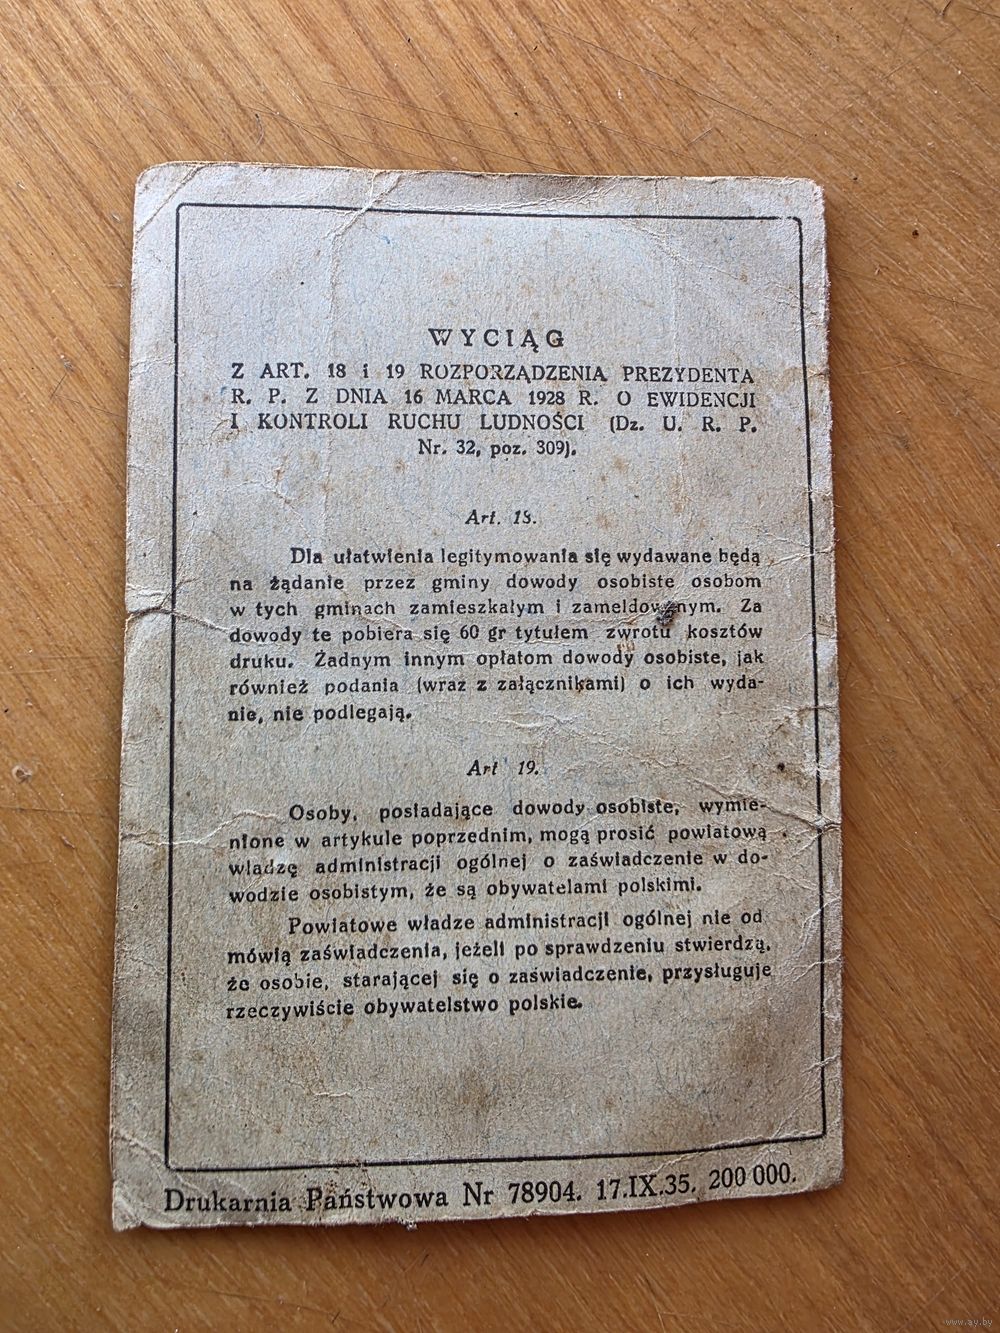 WYCIĄG
Z ART. 18 i 19 ROZPORZĄDZENIA PREZYDENTA
R. P. Z DNIA 16 MARCA 1928 R. O EWIDENCJI
I KONTROLI RUCHU LUDNOŚCI (Dz. U. R. P.
Nr. 32, poz. 309).
Art. 18.
Dla ułatwienia legitymowania się wydawane będą
na żądanie przez gminy dowody osobiste osobom
w tych gminach zamieszkałym i zameldowanym. Za
dowody te pobiera się 60 gr tytułem zwrotu kosztów
druku. Żadnym innym opłatom dowody osobiste, jak
również podania (wraz z załącznikami) o ich wyda-
nie, nie podlegają.
Art 19.
Osoby, posiadające dowody osobiste, wymie-
nione w artykule poprzednim, mogą prosić powiatową
władzę administracji ogólnej o zaświadczenie w do-
wodzie osobistym, że są obywatelami polskimi.
Powiatowe władze administracji ogólnej nie od
mówią zaświadczenia, jeżeli po sprawdzeniu stwierdzą,
że osobie, starającej się o zaświadczenie, przysługuje
rzeczywiście obywatelstwo polskie.
Drukarnia Państwowa Nr 78904. 17.IX.35. 200 000.
www.ay.by